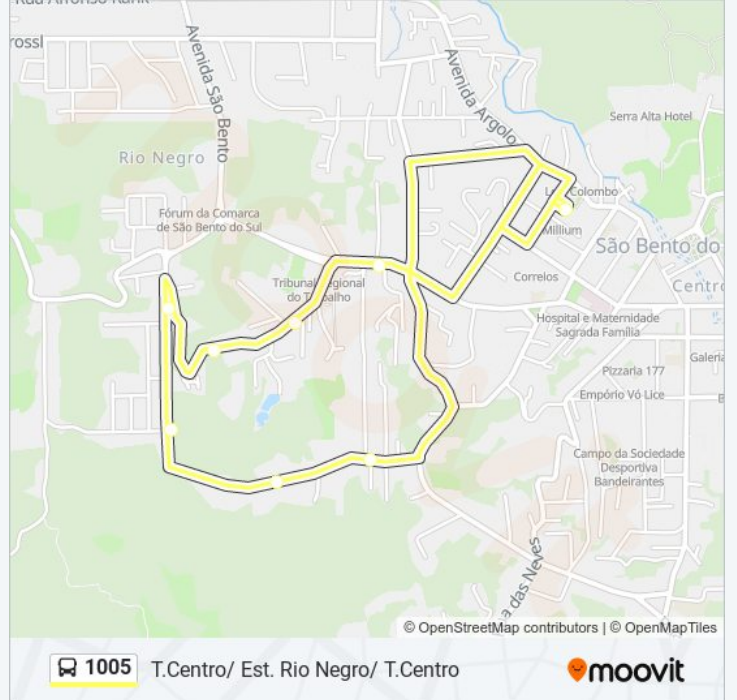 Rua Affonso Kahlk
rossl
Avenida São Bento
Avenida Argolo
Serra Alta Hotel
Rio Negro
Colombo
Fórum da Comarca
de São Bento do Sul
Millium
São Bento do
Correios
Centro
Tribunal Regional
do Trabalho
Hospital e Maternidade
Sagrada Família
Galeria
Pizzaria 177
Empório Vó Lice
Campo da Sociedade
Desportiva
Bandeirantes
a das Neves
© OpenStreetMap contributors | © OpenMapTiles
1005 T.Centro/ Est. Rio Negro/ T.Centro
moovit